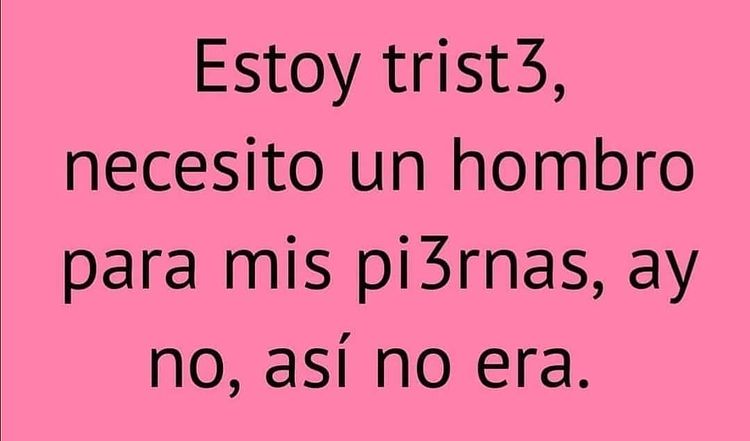 Estoy trist3,
necesito un hombro
para mis pi3rnas, ay
no, así no era.